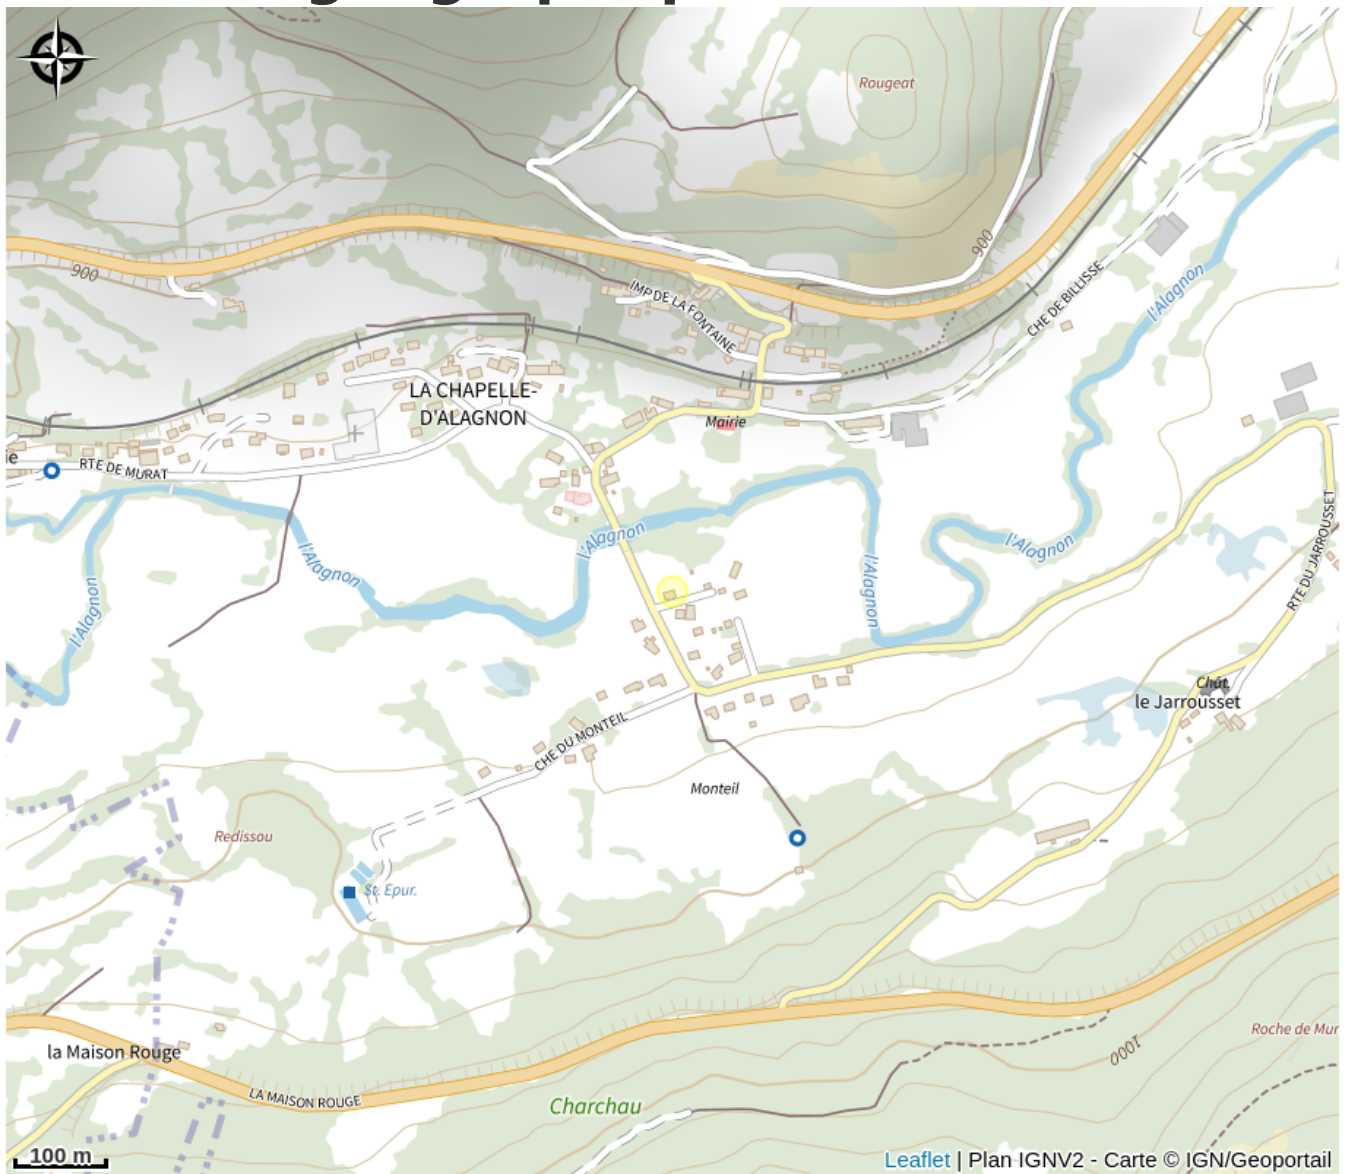 Rougeat
900
900
IMP DE LA FONTAINE
CHE DE BILLISSE
l'Alagnon
LA CHAPELLE-
D'ALAGNON
Mairie
ie
RTE DE MURAT
l'Alagnon
l'Alagnon
l'Alagnon
l'Alagnon
l'Alagnon
RTE DU JARROUSSET
Chât.
le Jarrousset
CHE DU MONTEIL
Monteil
Redissou
St. Epur.
Roche de Mur
1000
la Maison Rouge
LA MAISON ROUGE
Charchau
100 m
Leaflet | Plan IGNV2 - Carte © IGN/Geoportail